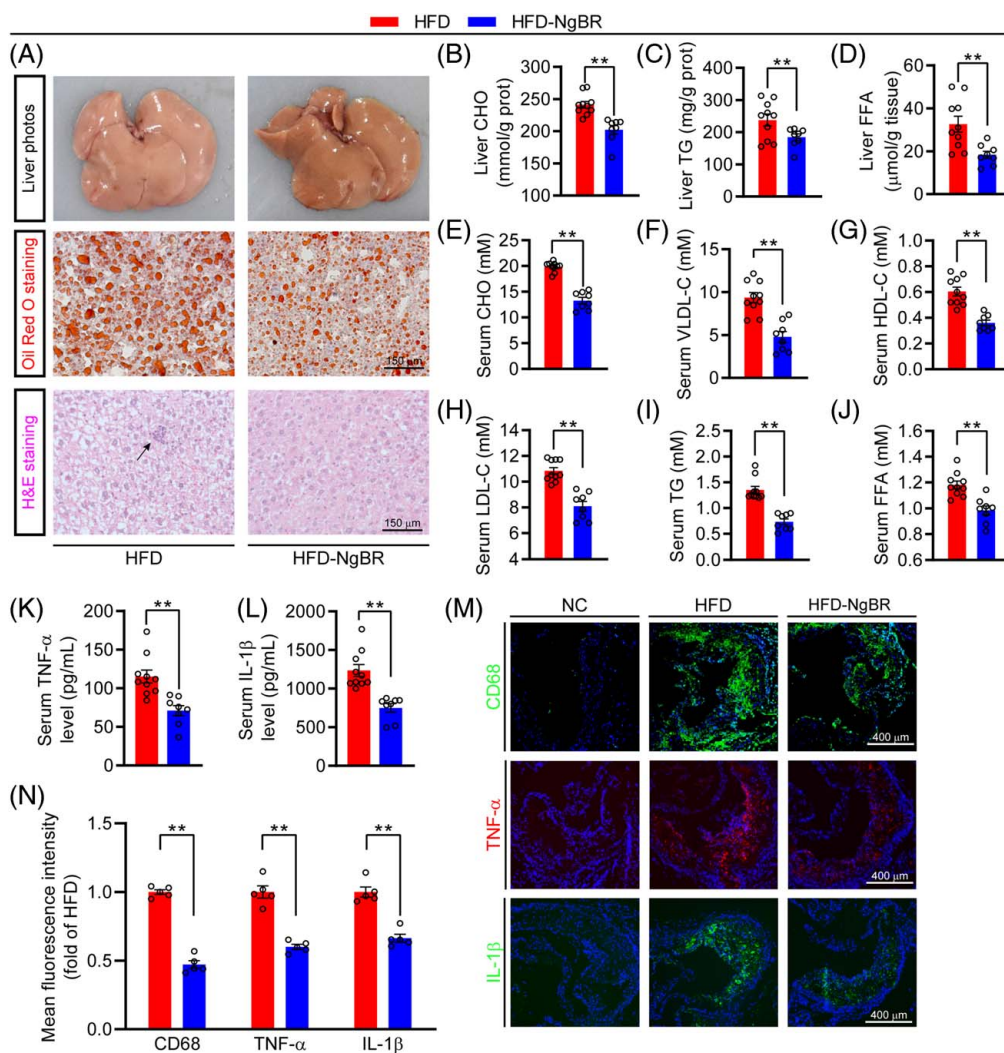 HFD HFD-NgBR
(A)
Liver photos
Oil Red O staining
150 μm
H&E staining
150 μm
HFD HFD-NgBR
(B)
Liver CHO
(mmol/g prot)
250
200
150
100
**
(C)
Liver TG (mg/g prot)
400
300
200
100
0
**
(D)
Liver FFA
(μmol/g tissue)
60
40
20
0
**
(E)
Serum CHO (mM)
25
20
15
10
5
0
**
(F)
Serum VLDL-C (mM)
15
10
5
0
**
(G)
Serum HDL-C (mM)
1.0
0.8
0.6
0.4
0.2
0.0
**
(H)
Serum LDL-C (mM)
14
12
10
8
6
4
**
(I)
Serum TG (mM)
2.5
2.0
1.5
1.0
0.5
0.0
**
(J)
Serum FFA (mM)
1.6
1.4
1.2
1.0
0.8
0.6
**
(K)
Serum TNF-α
level (pg/mL)
200
150
100
50
0
**
(L)
Serum IL-1β
level (pg/mL)
2000
1500
1000
500
0
**
(M)
NC HFD HFD-NgBR
CD68
400 μm
TNF-α
400 μm
IL-1β
400 μm
(N)
Mean fluorescence intensity
(fold of HFD)
1.5
1.0
0.5
0.0
** ** **
CD68 TNF-α IL-1β